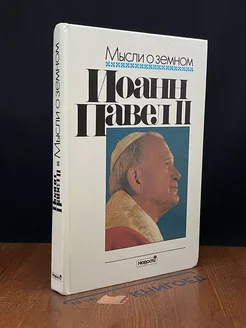 Мысли о земном
Иоанн
Павел II
Новости
Иоанн Павел II
Мысли о земном